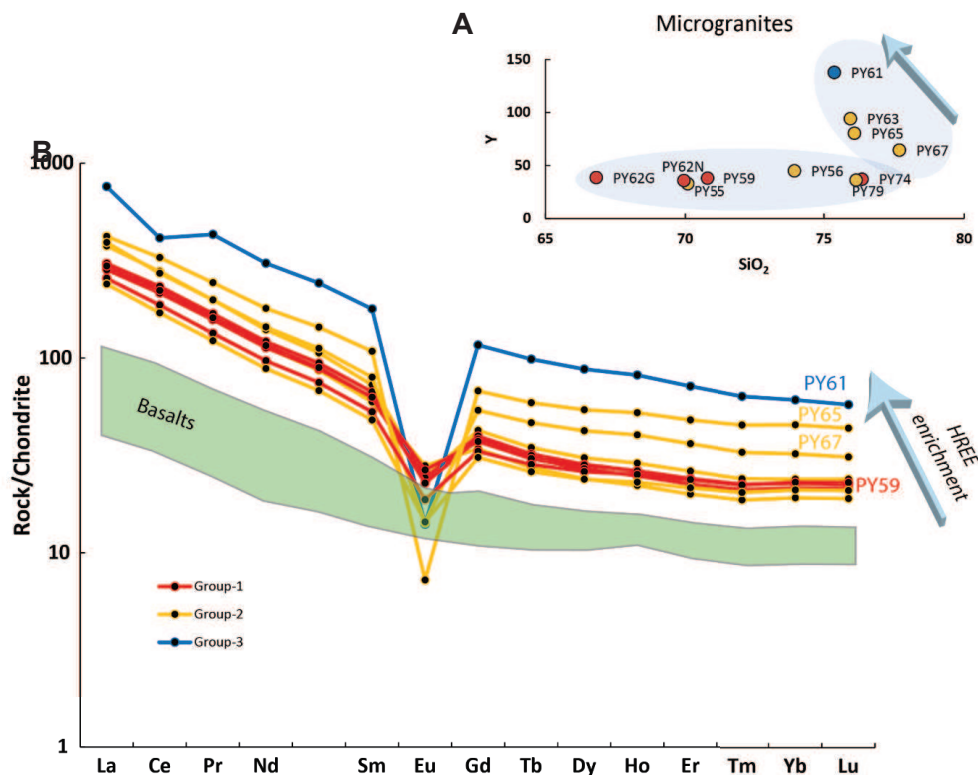 A
Microgranites
150
100
50
0
Y
PY61
PY63
PY65
PY67
PY62G
PY62N
PY55
PY59
PY56
PY79
PY74
65
70
75
80
SiO₂
B
1000
100
10
1
Rock/Chondrite
Basalts
PY61
PY65
PY67
PY59
HREE
enrichment
Group-1
Group-2
Group-3
La Ce Pr Nd Sm Eu Gd Tb Dy Ho Er Tm Yb Lu